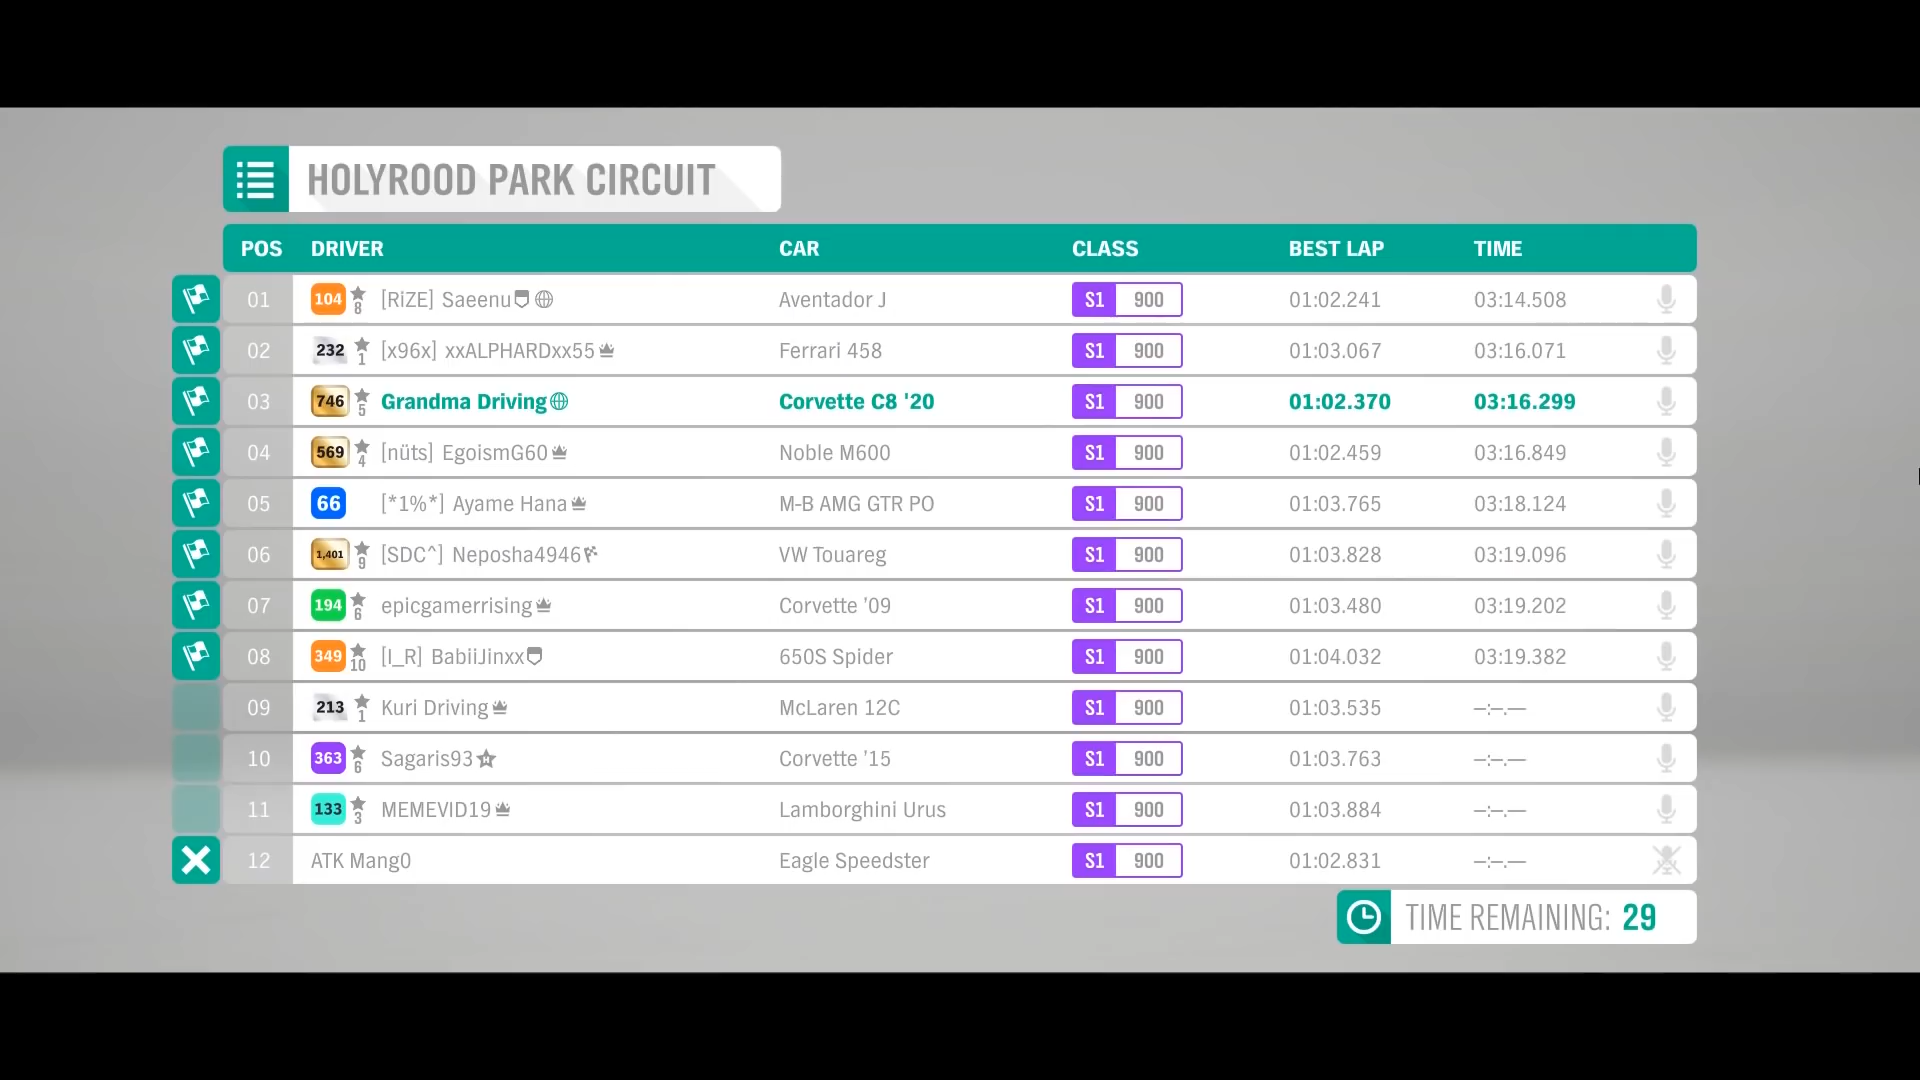 HOLYROOD PARK CIRCUIT
POS DRIVER CAR CLASS BEST LAP TIME
01 104 8 [RiZE] Saeenu Aventador J S1 900 01:02.241 03:14.508
02 232 1 [x96x] xxALPHARDxx55 Ferrari 458 S1 900 01:03.067 03:16.071
03 746 5 Grandma Driving Corvette C8 '20 S1 900 01:02.370 03:16.299
04 569 4 [nüts] EgoismG60 Noble M600 S1 900 01:02.459 03:16.849
05 66 [*1%*] Ayame Hana M-B AMG GTR PO S1 900 01:03.765 03:18.124
06 1,401 9 [SDC^] Neposha4946 VW Touareg S1 900 01:03.828 03:19.096
07 194 6 epicgamerrising Corvette '09 S1 900 01:03.480 03:19.202
08 349 10 [I_R] BabiiJinxx 650S Spider S1 900 01:04.032 03:19.382
09 213 1 Kuri Driving McLaren 12C S1 900 01:03.535 –:–.––
10 363 6 Sagaris93 Corvette '15 S1 900 01:03.763 –:–.––
11 133 3 MEMEVID19 Lamborghini Urus S1 900 01:03.884 –:–.––
12 ATK Mang0 Eagle Speedster S1 900 01:02.831 –:–.––
TIME REMAINING: 29